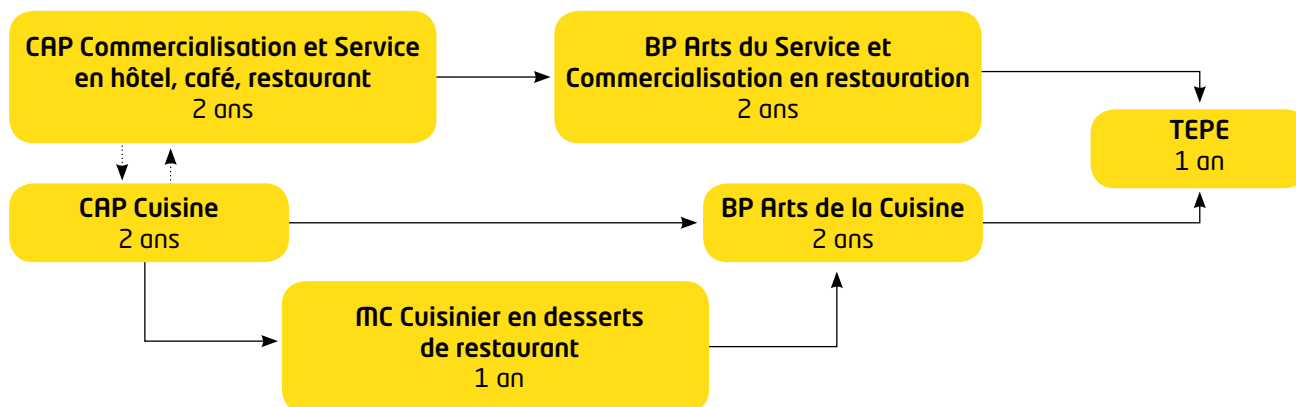 CAP Commercialisation et Service
en hôtel, café, restaurant
2 ans
BP Arts du Service et
Commercialisation en restauration
2 ans
TEPE
1 an
CAP Cuisine
2 ans
BP Arts de la Cuisine
2 ans
MC Cuisinier en desserts
de restaurant
1 an